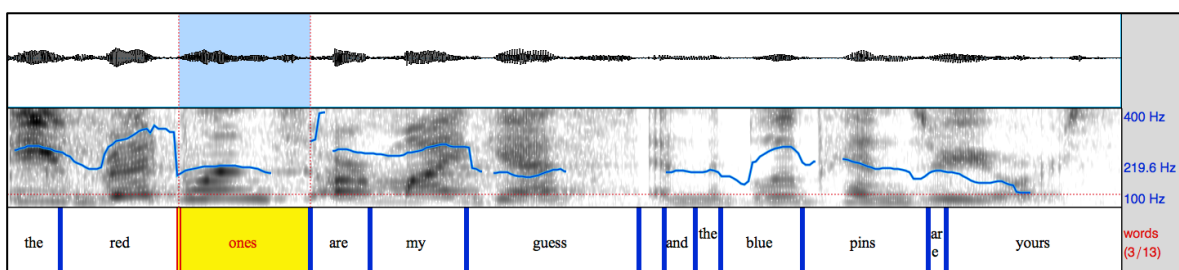 400 Hz
219.6 Hz
100 Hz
the red ones are my guess and the blue pins are yours
words
(3/13)